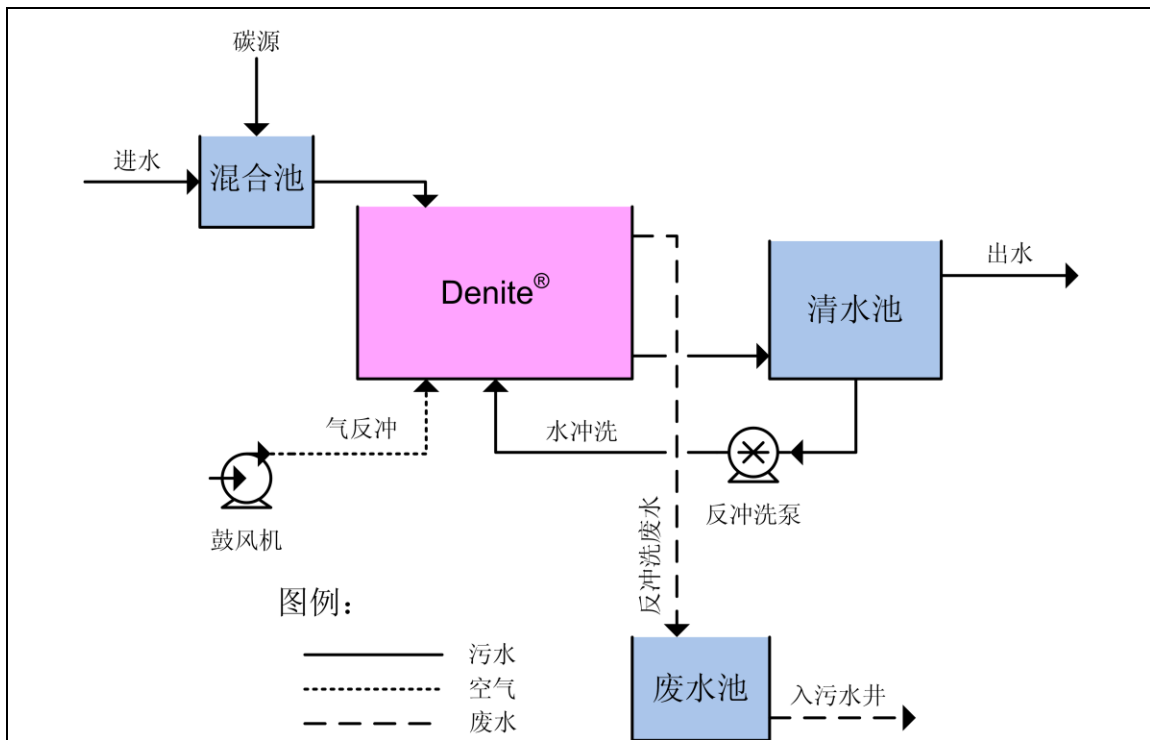 碳源
进水
混合池
Denite®
清水池
出水
气反冲
水冲洗
鼓风机
反冲洗泵
反冲洗废水
图例：
污水
空气
废水
废水池
入污水井